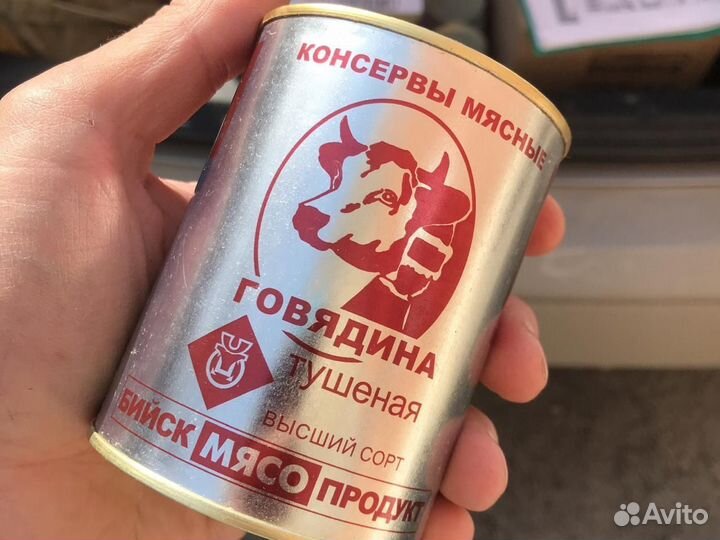 КОНСЕРВЫ МЯСНЫЕ
ГОВЯДИНА
тушеная
ВЫСШИЙ СОРТ
БИЙСК МЯСО ПРОДУКТ
Avito